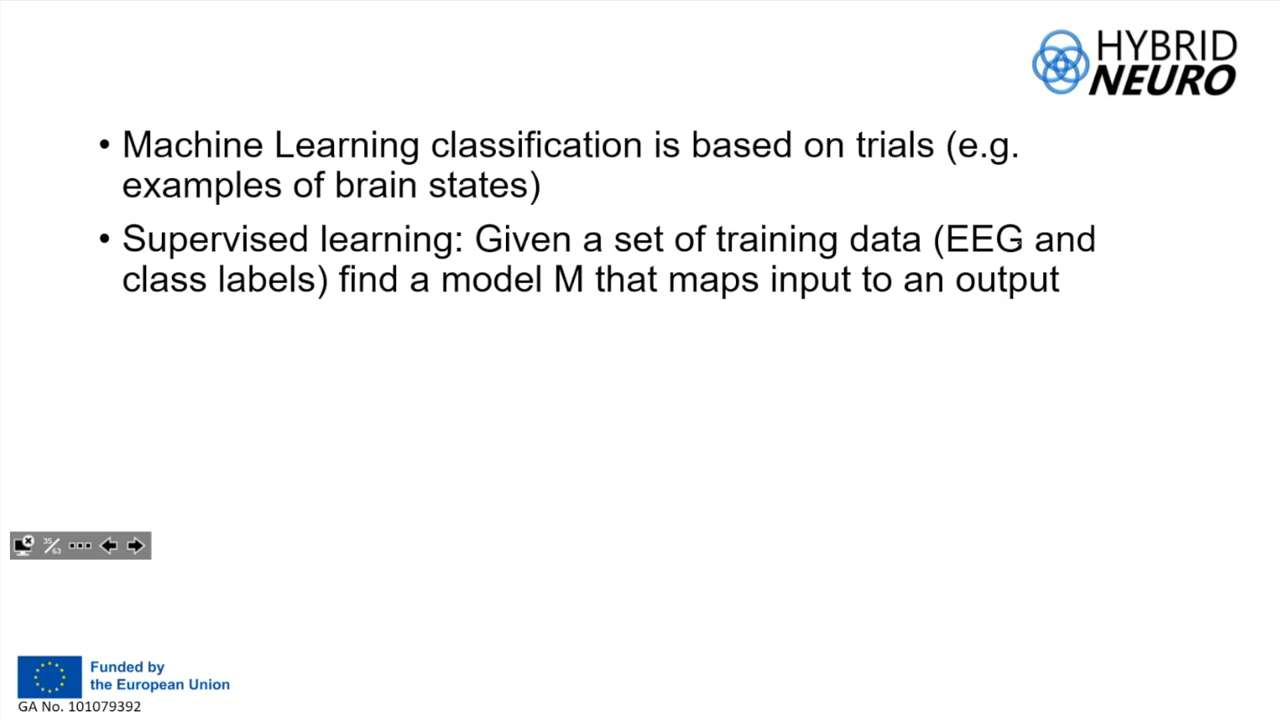 HYBRID
NEURO
• Machine Learning classification is based on trials (e.g.
examples of brain states)
• Supervised learning: Given a set of training data (EEG and
class labels) find a model M that maps input to an output
35/63
Funded by
the European Union
GA No. 101079392